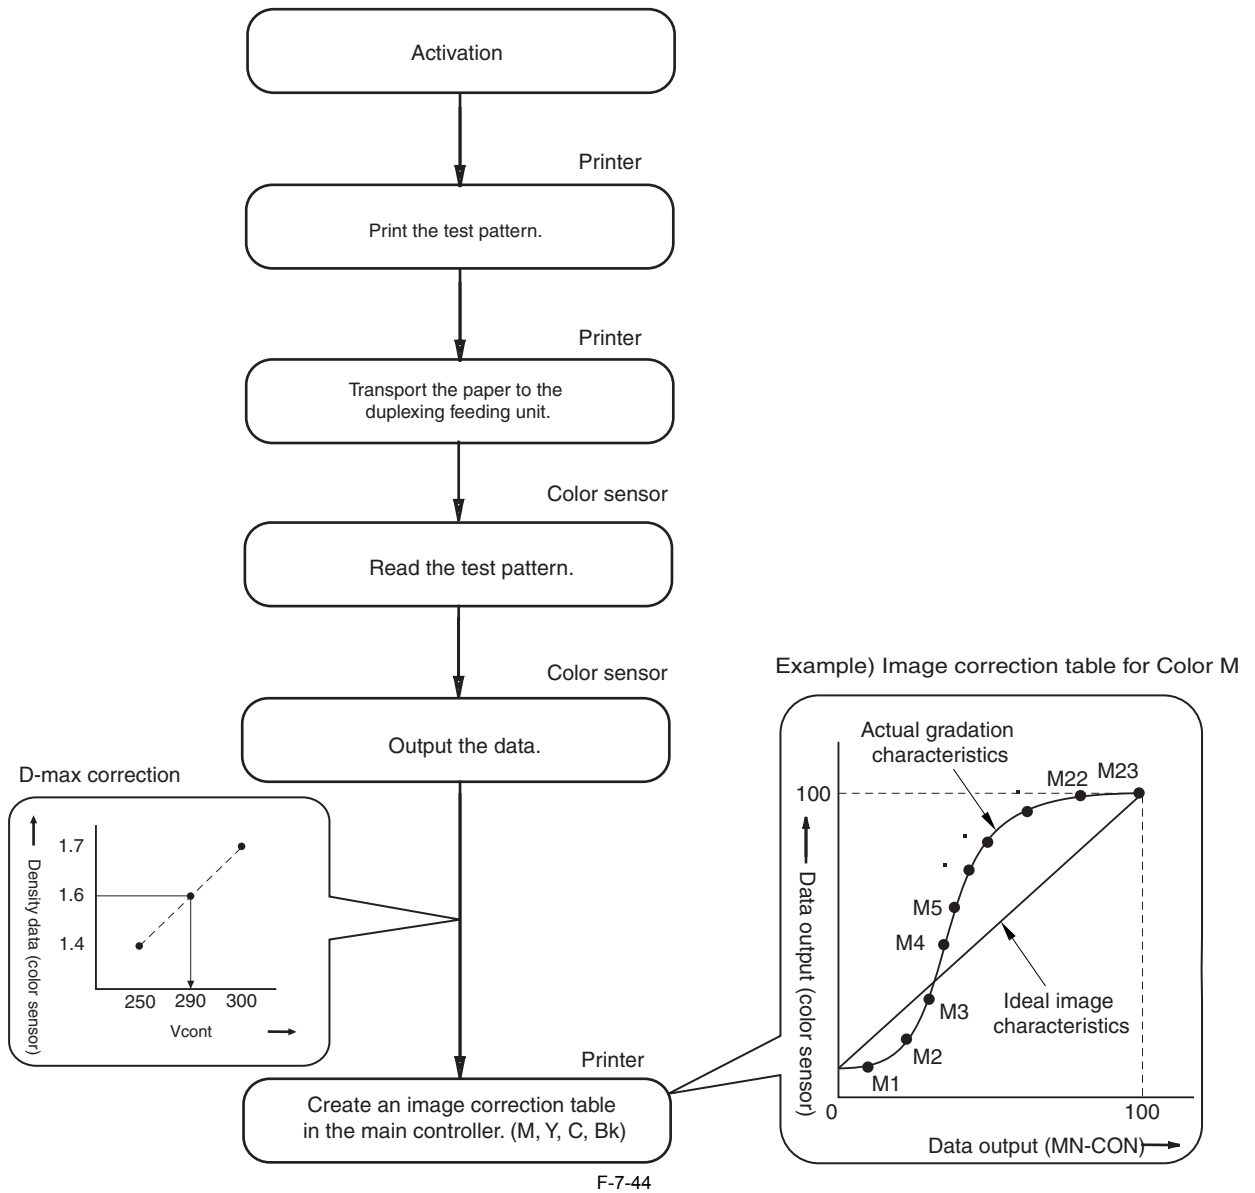 Activation
Printer
Print the test pattern.
Printer
Transport the paper to the
duplexing feeding unit.
Color sensor
Read the test pattern.
Color sensor
Output the data.
D-max correction
Density data (color sensor)
1.7
1.6
1.4
250 290 300
Vcont
Printer
Create an image correction table
in the main controller. (M, Y, C, Bk)
Example) Image correction table for Color M
Actual gradation
characteristics
M22 M23
100
Data output (color sensor)
M5
M4
M3
M2
M1
Ideal image
characteristics
0 100
Data output (MN-CON)
F-7-44